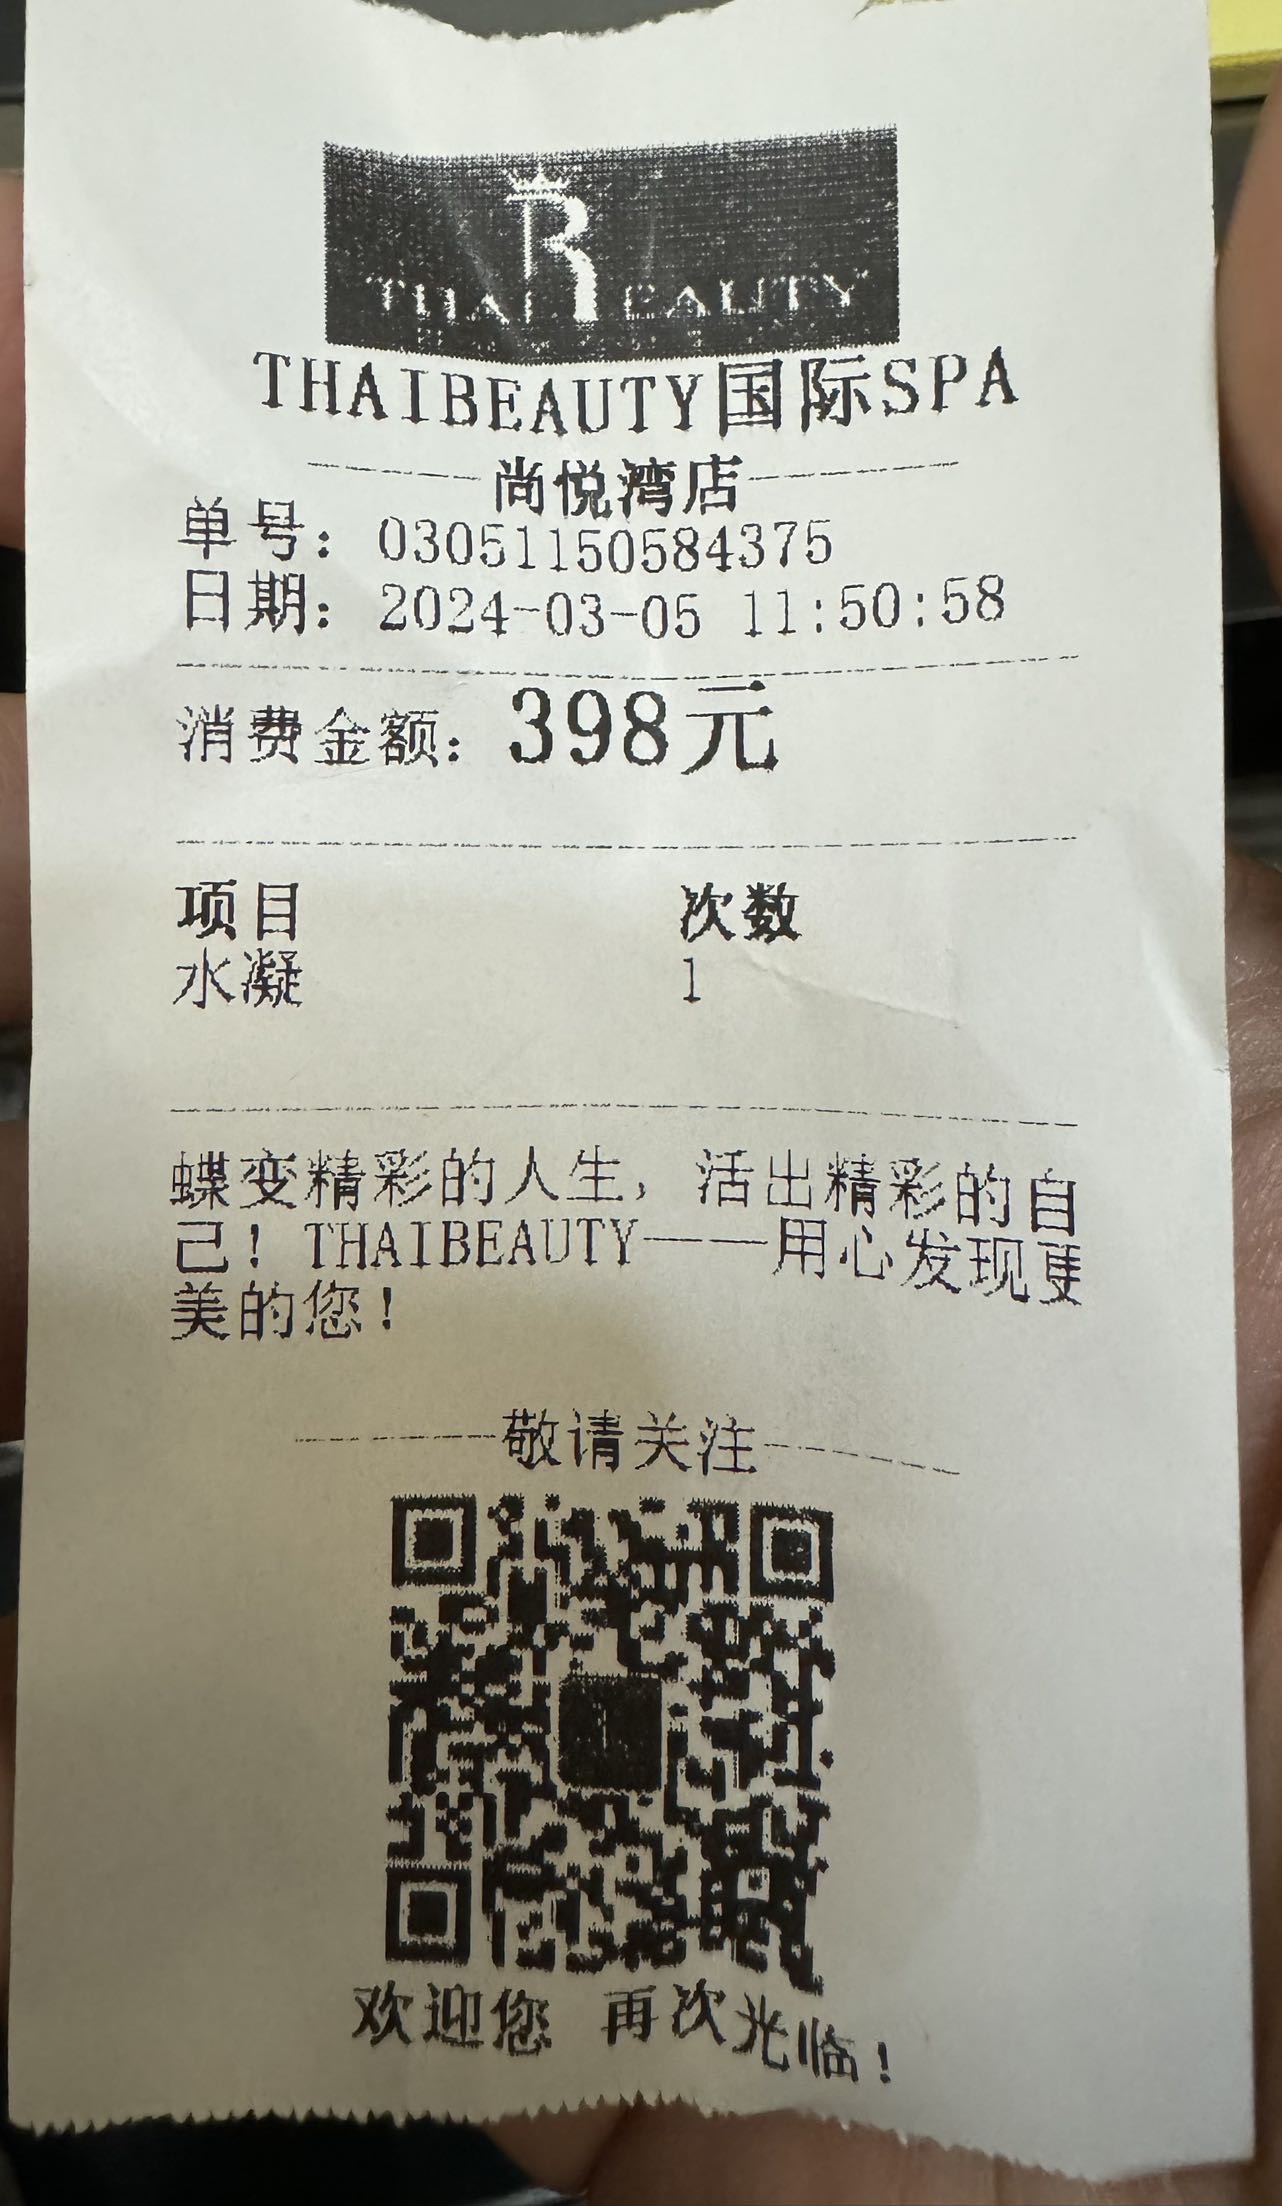 THAI BEAUTY
THAIBEAUTY国际SPA
尚悦湾店
单号：03051150584375
日期：2024-03-05 11:50:58
消费金额：398元
项目 次数
水凝 1
蝶变精彩的人生，活出精彩的自
己！THAIBEAUTY——用心发现更
美的您！
敬请关注
欢迎您 再次光临！